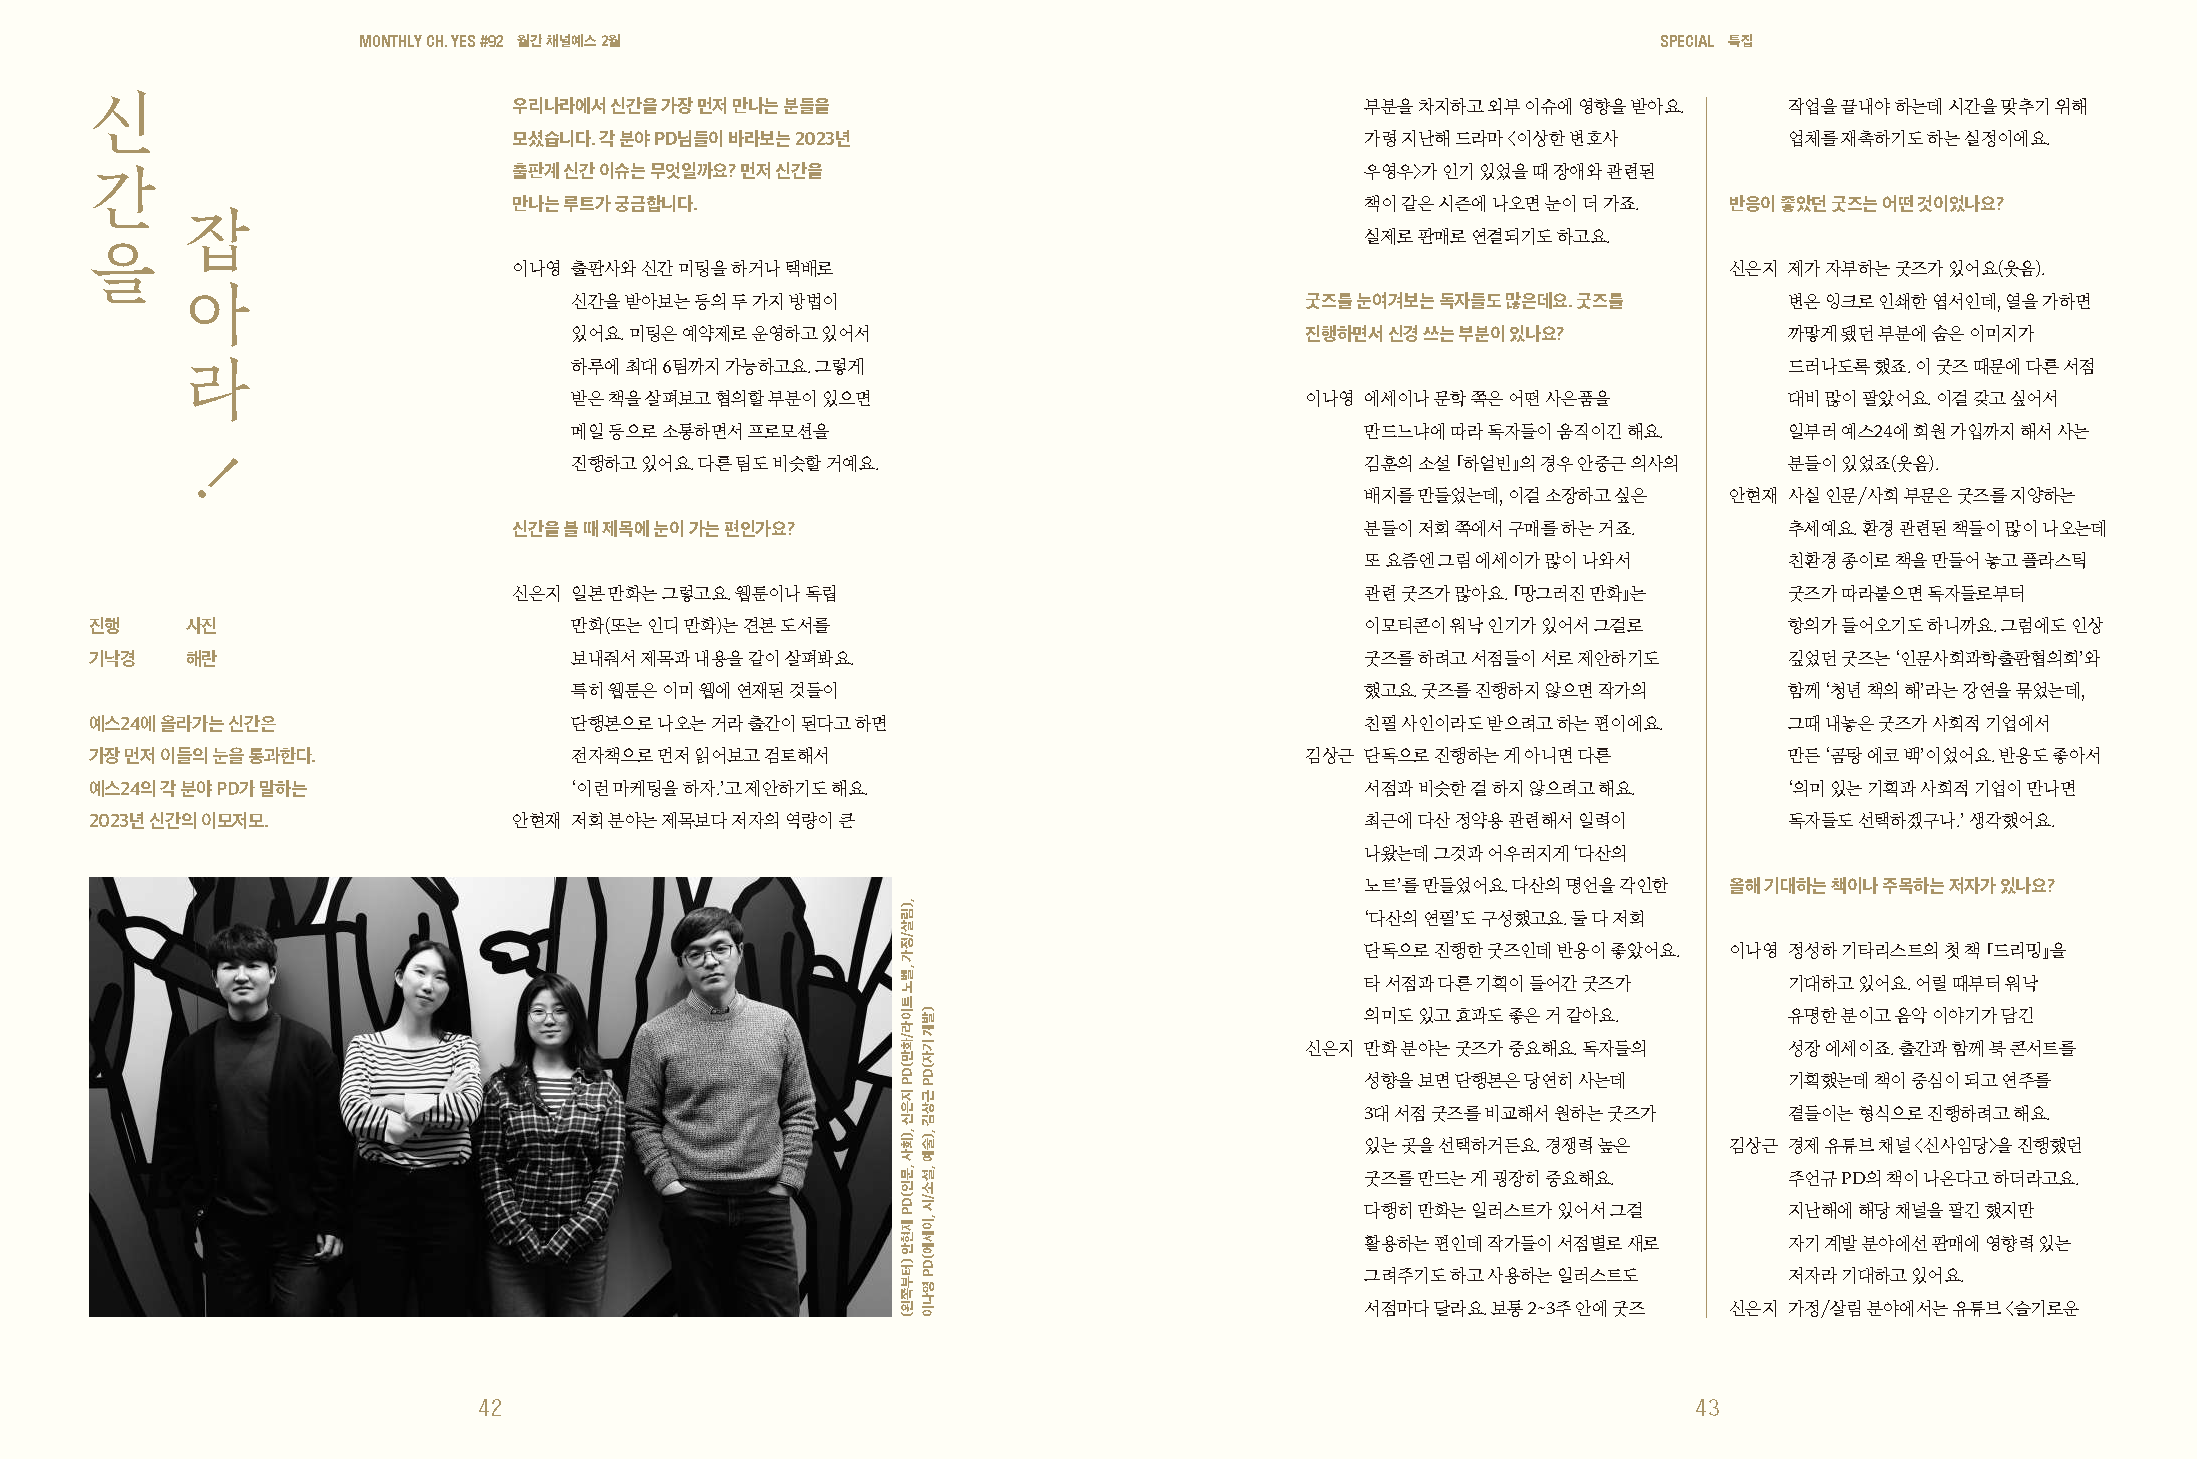 MONTHLY CH. YES #92 월간 채널예스 2월
신간을
잡아라!
진행 사진
기낙경 해란
예스24에 올라가는 신간은
가장 먼저 이들의 눈을 통과한다.
예스24의 각 분야 PD가 말하는
2023년 신간의 이모저모.
(왼쪽부터) 안현재 PD(인문, 사회), 신은지 PD(만화/라이트 노벨, 가정/살림),
이나영 PD(에세이, 시/소설, 예술), 김상근 PD(자기 개발)
우리나라에서 신간을 가장 먼저 만나는 분들을
모셨습니다. 각 분야 PD님들이 바라보는 2023년
출판계 신간 이슈는 무엇일까요? 먼저 신간을
만나는 루트가 궁금합니다.
이나영 출판사와 신간 미팅을 하거나 택배로
신간을 받아보는 등의 두 가지 방법이
있어요. 미팅은 예약제로 운영하고 있어서
하루에 최대 6팀까지 가능하고요. 그렇게
받은 책을 살펴보고 협의할 부분이 있으면
메일 등으로 소통하면서 프로모션을
진행하고 있어요. 다른 팀도 비슷할 거예요.
신간을 볼 때 제목에 눈이 가는 편인가요?
신은지 일본 만화는 그렇고요. 웹툰이나 독립
만화(또는 인디 만화)는 견본 도서를
보내줘서 제목과 내용을 같이 살펴봐요.
특히 웹툰은 이미 웹에 연재된 것들이
단행본으로 나오는 거라 출간이 된다고 하면
전자책으로 먼저 읽어보고 검토해서
‘이런 마케팅을 하자.’고 제안하기도 해요.
안현재 저희 분야는 제목보다 저자의 역량이 큰
42
SPECIAL 특집
부분을 차지하고 외부 이슈에 영향을 받아요.
가령 지난해 드라마 〈이상한 변호사
우영우〉가 인기 있었을 때 장애와 관련된
책이 같은 시즌에 나오면 눈이 더 가죠.
실제로 판매로 연결되기도 하고요.
굿즈를 눈여겨보는 독자들도 많은데요. 굿즈를
진행하면서 신경 쓰는 부분이 있나요?
이나영 에세이나 문학 쪽은 어떤 사은품을
만드느냐에 따라 독자들이 움직이긴 해요.
김훈의 소설 『하얼빈』의 경우 안중근 의사의
배지를 만들었는데, 이걸 소장하고 싶은
분들이 저희 쪽에서 구매를 하는 거죠.
또 요즘엔 그림 에세이가 많이 나와서
관련 굿즈가 많아요. 『망그러진 만화』는
이모티콘이 워낙 인기가 있어서 그걸로
굿즈를 하려고 서점들이 서로 제안하기도
했고요. 굿즈를 진행하지 않으면 작가의
친필 사인이라도 받으려고 하는 편이에요.
김상근 단독으로 진행하는 게 아니면 다른
서점과 비슷한 걸 하지 않으려고 해요.
최근에 다산 정약용 관련해서 일력이
나왔는데 그것과 어우러지게 ‘다산의
노트’를 만들었어요. 다산의 명언을 각인한
‘다산의 연필’도 구성했고요. 둘 다 저희
단독으로 진행한 굿즈인데 반응이 좋았어요.
타 서점과 다른 기획이 들어간 굿즈가
의미도 있고 효과도 좋은 거 같아요.
신은지 만화 분야는 굿즈가 중요해요. 독자들의
성향을 보면 단행본은 당연히 사는데
3대 서점 굿즈를 비교해서 원하는 굿즈가
있는 곳을 선택하거든요. 경쟁력 높은
굿즈를 만드는 게 굉장히 중요해요.
다행히 만화는 일러스트가 있어서 그걸
활용하는 편인데 작가들이 서점별로 새로
그려주기도 하고 사용하는 일러스트도
서점마다 달라요. 보통 2~3주 안에 굿즈
작업을 끝내야 하는데 시간을 맞추기 위해
업체를 재촉하기도 하는 실정이에요.
반응이 좋았던 굿즈는 어떤 것이었나요?
신은지 제가 자부하는 굿즈가 있어요(웃음).
변온 잉크로 인쇄한 엽서인데, 열을 가하면
까맣게 됐던 부분에 숨은 이미지가
드러나도록 했죠. 이 굿즈 때문에 다른 서점
대비 많이 팔았어요. 이걸 갖고 싶어서
일부러 예스24에 회원 가입까지 해서 사는
분들이 있었죠(웃음).
안현재 사실 인문/사회 부문은 굿즈를 지양하는
추세예요. 환경 관련된 책들이 많이 나오는데
친환경 종이로 책을 만들어 놓고 플라스틱
굿즈가 따라붙으면 독자들로부터
항의가 들어오기도 하니까요. 그럼에도 인상
깊었던 굿즈는 ‘인문사회과학출판협의회’와
함께 ‘청년 책의 해’라는 강연을 묶었는데,
그때 내놓은 굿즈가 사회적 기업에서
만든 ‘곰탕 에코 백’이었어요. 반응도 좋아서
‘의미 있는 기획과 사회적 기업이 만나면
독자들도 선택하겠구나.’ 생각했어요.
올해 기대하는 책이나 주목하는 저자가 있나요?
이나영 정성하 기타리스트의 첫 책 『드리밍』을
기대하고 있어요. 어릴 때부터 워낙
유명한 분이고 음악 이야기가 담긴
성장 에세이죠. 출간과 함께 북 콘서트를
기획했는데 책이 중심이 되고 연주를
곁들이는 형식으로 진행하려고 해요.
김상근 경제 유튜브 채널 〈신사임당〉을 진행했던
주언규 PD의 책이 나온다고 하더라고요.
지난해에 해당 채널을 팔긴 했지만
자기 계발 분야에선 판매에 영향력 있는
저자라 기대하고 있어요.
신은지 가정/살림 분야에서는 유튜브 〈슬기로운
43